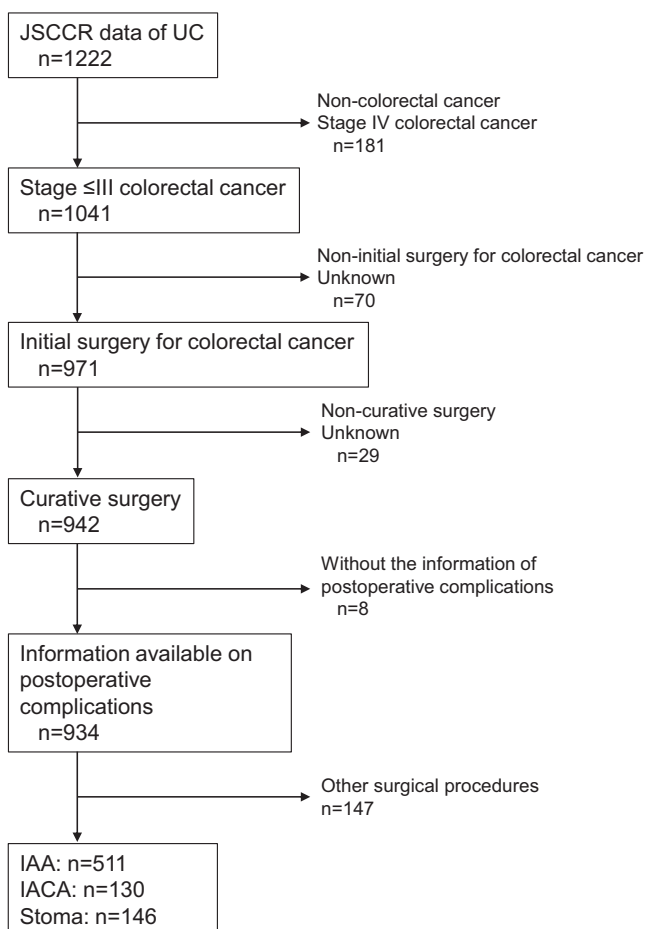 JSCCR data of UC
n=1222
Non-colorectal cancer
Stage IV colorectal cancer
n=181
Stage ≤III colorectal cancer
n=1041
Non-initial surgery for colorectal cancer
Unknown
n=70
Initial surgery for colorectal cancer
n=971
Non-curative surgery
Unknown
n=29
Curative surgery
n=942
Without the information of
postoperative complications
n=8
Information available on
postoperative
complications
n=934
Other surgical procedures
n=147
IAA: n=511
IACA: n=130
Stoma: n=146